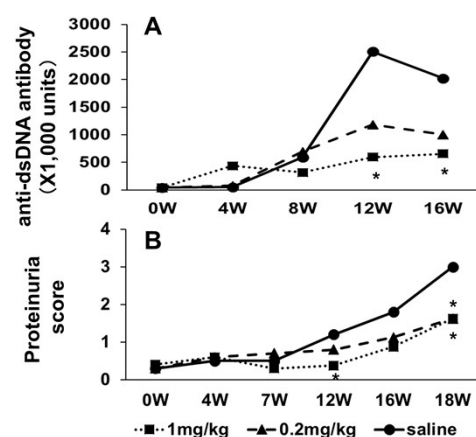 A
anti-dsDNA antibody
(X1,000 units)
3000
2500
2000
1500
1000
500
0
* *
0W 4W 8W 12W 16W
B
Proteinuria
score
4
3
2
1
0
*
*
*
0W 4W 7W 12W 16W 18W
1mg/kg 0.2mg/kg saline